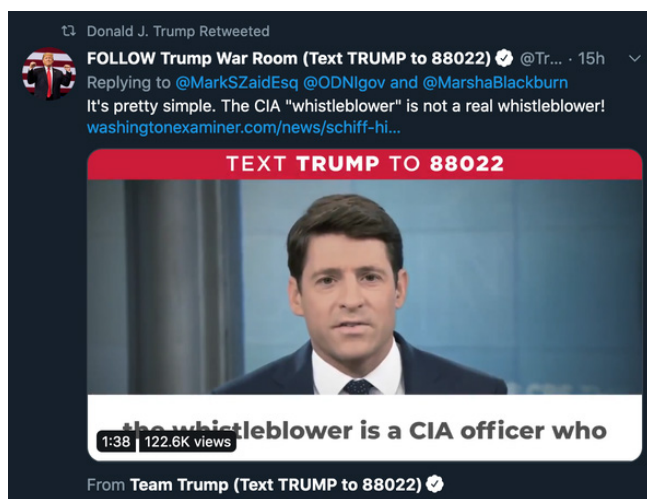 Donald J. Trump Retweeted
FOLLOW Trump War Room (Text TRUMP to 88022) @Tr... · 15h
Replying to @MarkSZaidEsq @ODNIgov and @MarshaBlackburn
It's pretty simple. The CIA "whistleblower" is not a real whistleblower!
washingtonexaminer.com/news/schiff-hi...
TEXT TRUMP TO 88022
the whistleblower is a CIA officer who
1:38 122.6K views
From Team Trump (Text TRUMP to 88022)